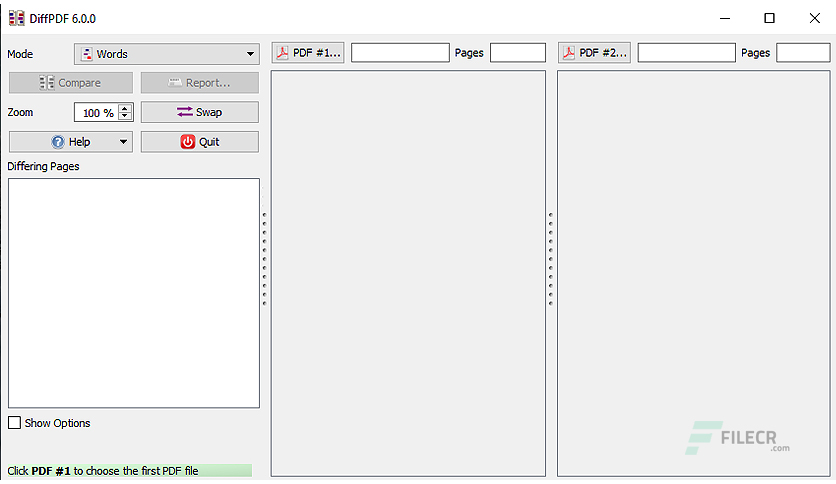 DiffPDF 6.0.0
Mode Words PDF #1... Pages PDF #2... Pages
Compare Report...
Zoom 100 % Swap
Help Quit
Differing Pages
Show Options
FILECR
.com
Click PDF #1 to choose the first PDF file